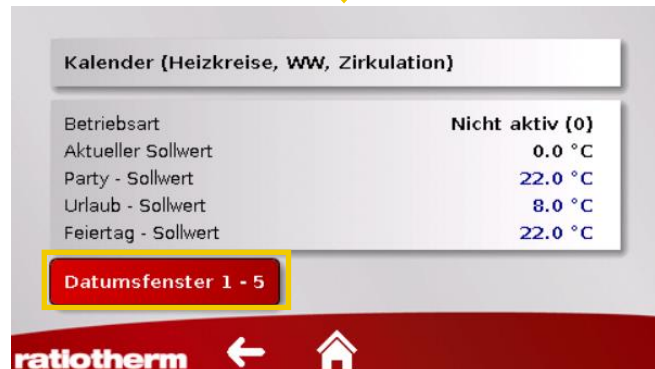 Kalender (Heizkreise, WW, Zirkulation)
Betriebsart Nicht aktiv (0)
Aktueller Sollwert 0.0 °C
Party - Sollwert 22.0 °C
Urlaub - Sollwert 8.0 °C
Feiertag - Sollwert 22.0 °C
Datumsfenster 1 - 5
ratiotherm